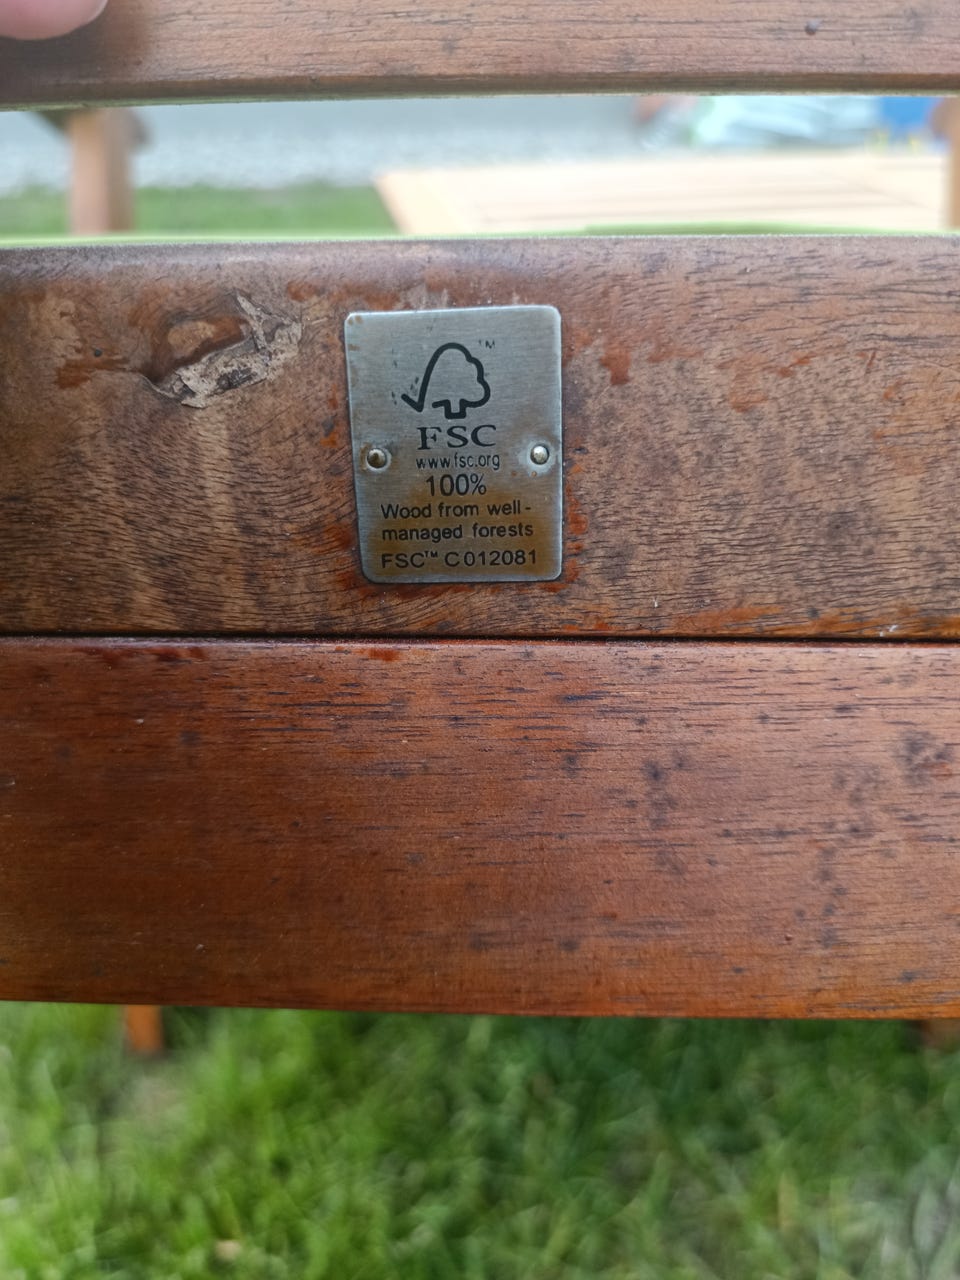 ™
FSC
www.fsc.org
100%
Wood from well-
managed forests
FSC™ C012081